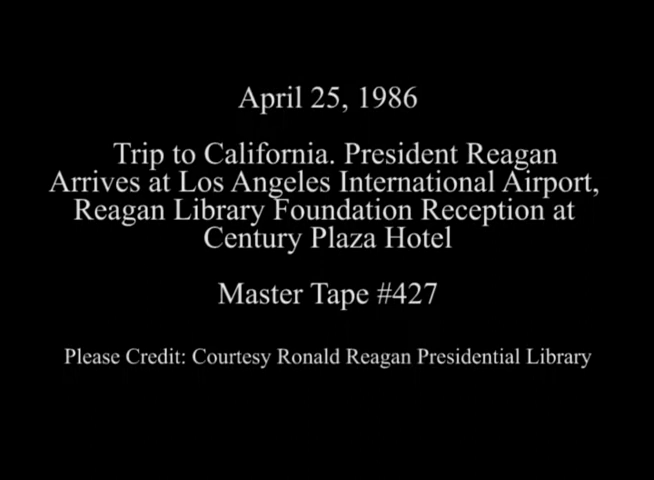 April 25, 1986
Trip to California. President Reagan
Arrives at Los Angeles International Airport,
Reagan Library Foundation Reception at
Century Plaza Hotel
Master Tape #427
Please Credit: Courtesy Ronald Reagan Presidential Library